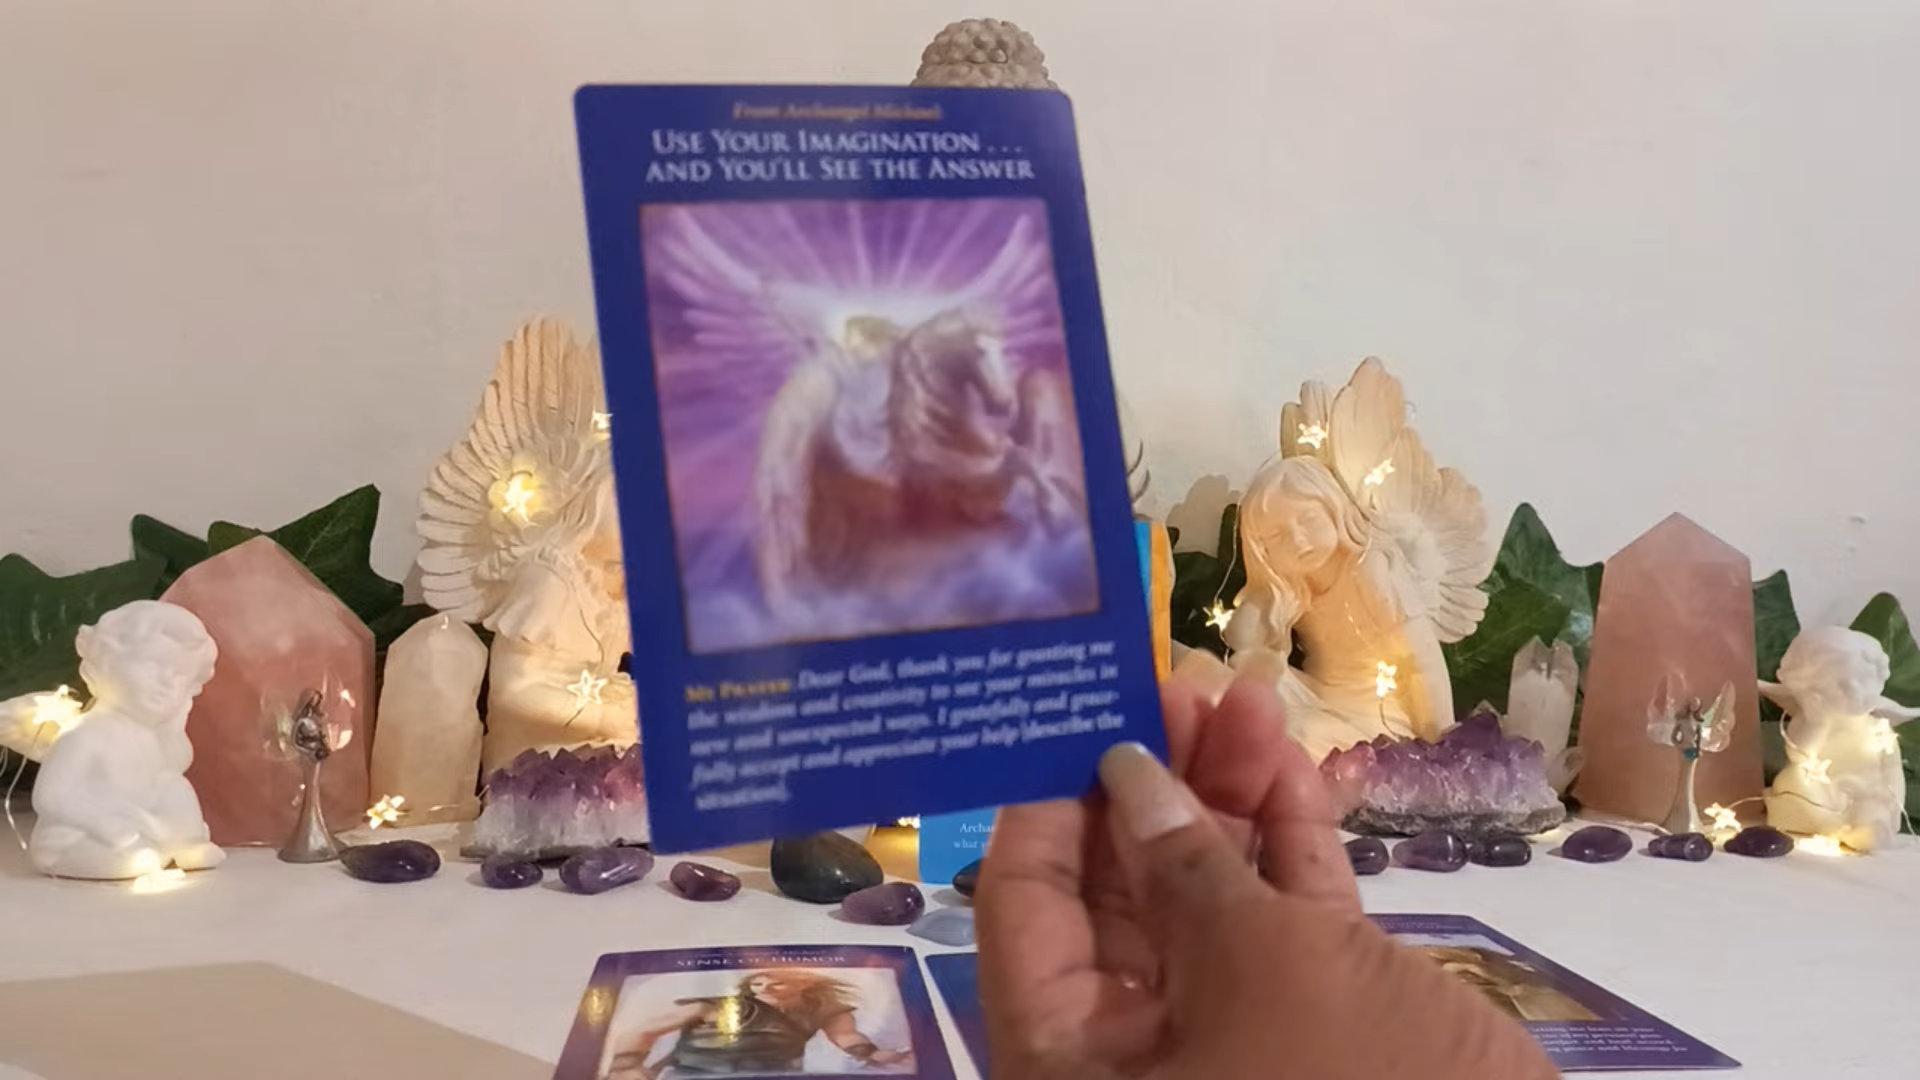 From Archangel Michael:
USE YOUR IMAGINATION . . .
AND YOU'LL SEE THE ANSWER
MY PRAYER: Dear God, thank you for granting me
the wisdom and creativity to see your miracles in
new and unexpected ways. I gratefully and grace-
fully accept and appreciate your help [describe the
situation].
Archa
what y
SENSE OF HUMOR